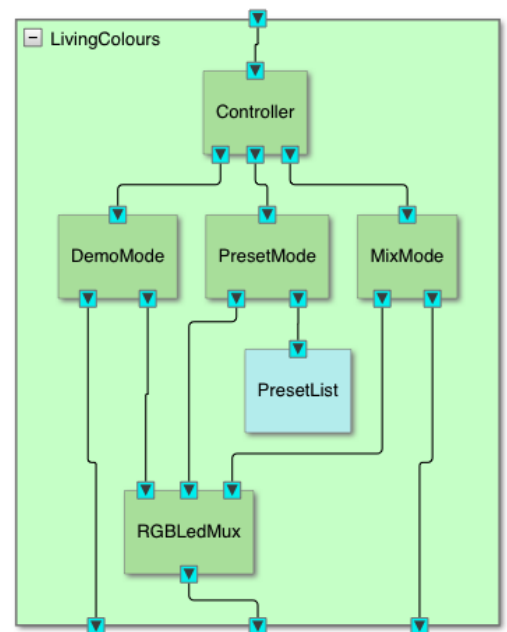 LivingColours
Controller
DemoMode
PresetMode
MixMode
PresetList
RGBLedMux